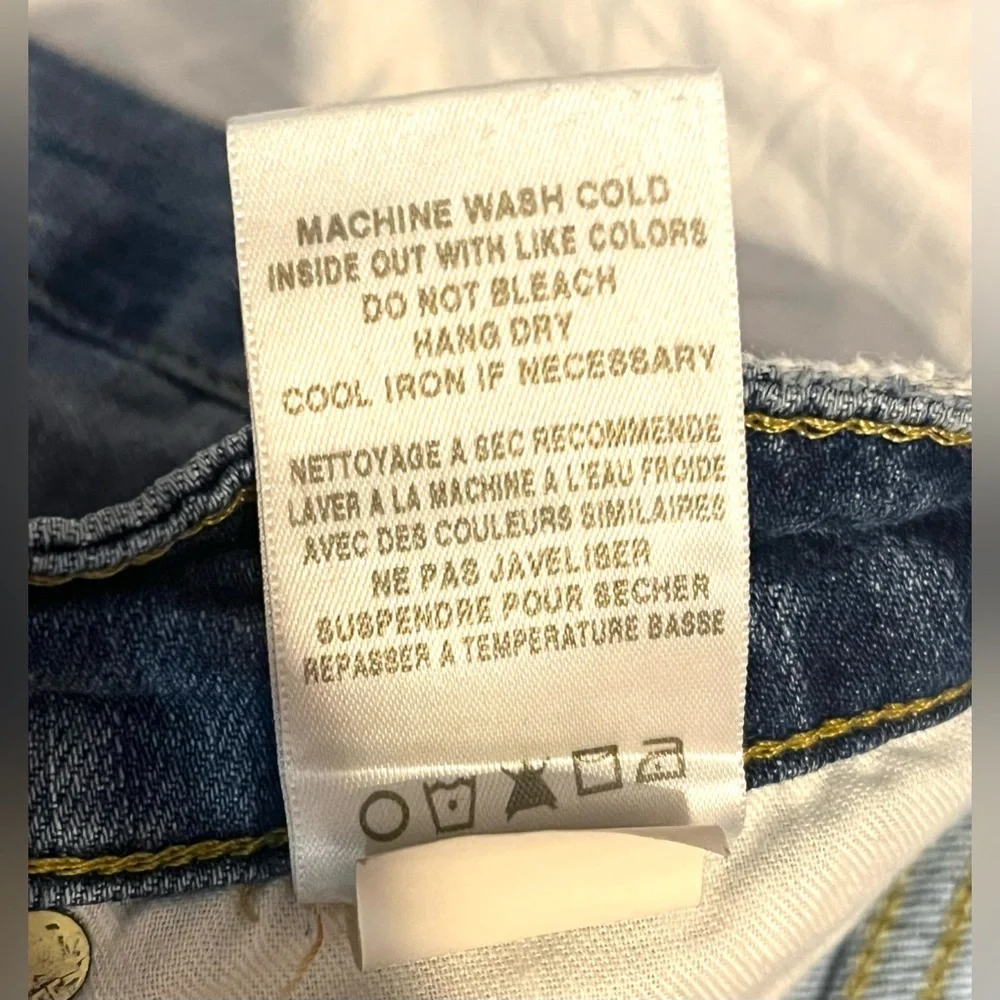 MACHINE WASH COLD
INSIDE OUT WITH LIKE COLORS
DO NOT BLEACH
HANG DRY
COOL IRON IF NECESSARY
NETTOYAGE A SEC RECOMMENDE
LAVER A LA MACHINE A L'EAU FROIDE
AVEC DES COULEURS SIMILAIRES
NE PAS JAVELISER
SUSPENDRE POUR SECHER
REPASSER A TEMPERATURE BASSE